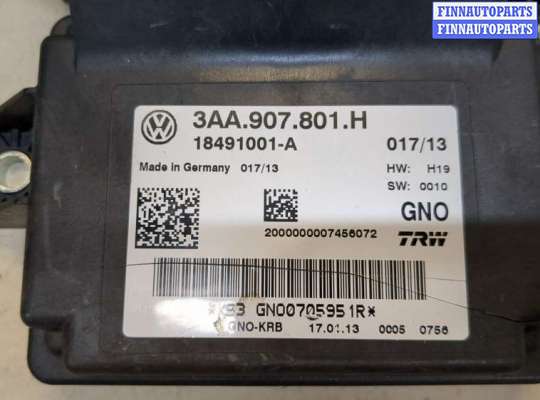 FINNAUTOPARTS
FINNAUTOPARTS
3AA.907.801.H
18491001-A 017/13
Made in Germany 017/13 HW: H19
SW: 0010
GNO
2000000007456072 TRW
GNO0705951R*
GNO-KRB 17.01.13 0005 0756